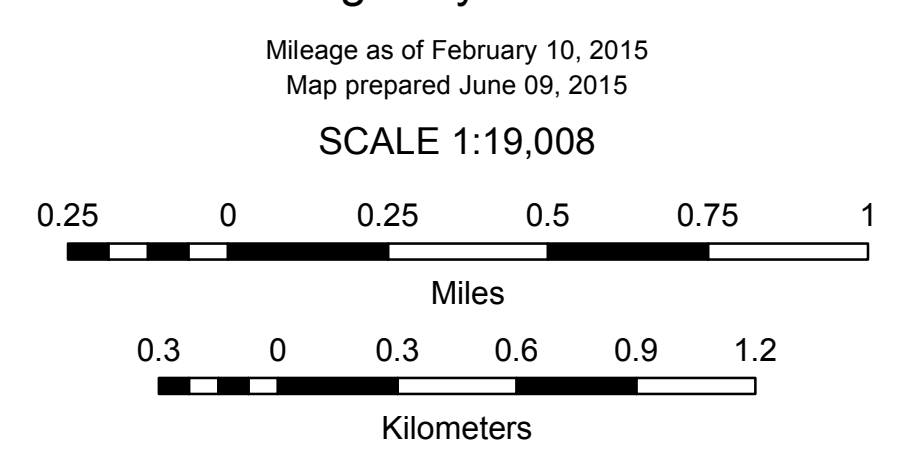 Mileage as of February 10, 2015
Map prepared June 09, 2015
SCALE 1:19,008
0.25 0 0.25 0.5 0.75 1
Miles
0.3 0 0.3 0.6 0.9 1.2
Kilometers